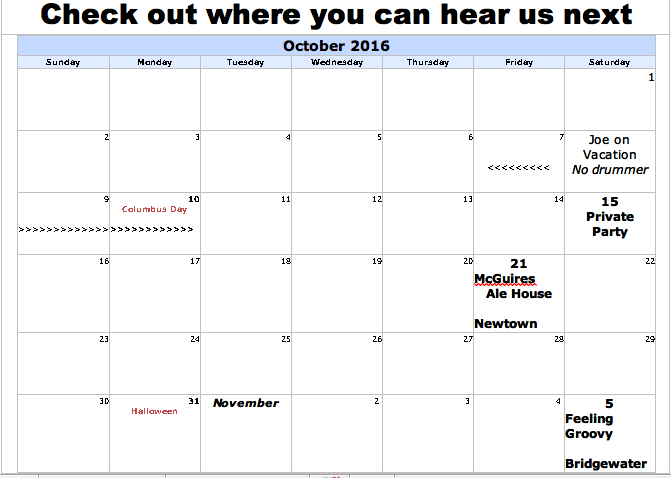 Check out where you can hear us next
October 2016
Sunday Monday Tuesday Wednesday Thursday Friday Saturday
1
2 3 4 5 6 7 Joe on
Vacation
<<<<<<<<< No drummer
9 10 11 12 13 14 15
Columbus Day Private
>>>>>>>>>>>>>>>>>>>>>>>>> Party
16 17 18 19 20 21 22
McGuires
Ale House
Newtown
23 24 25 26 27 28 29
30 31 November 2 3 4 5
Halloween Feeling
Groovy
Bridgewater